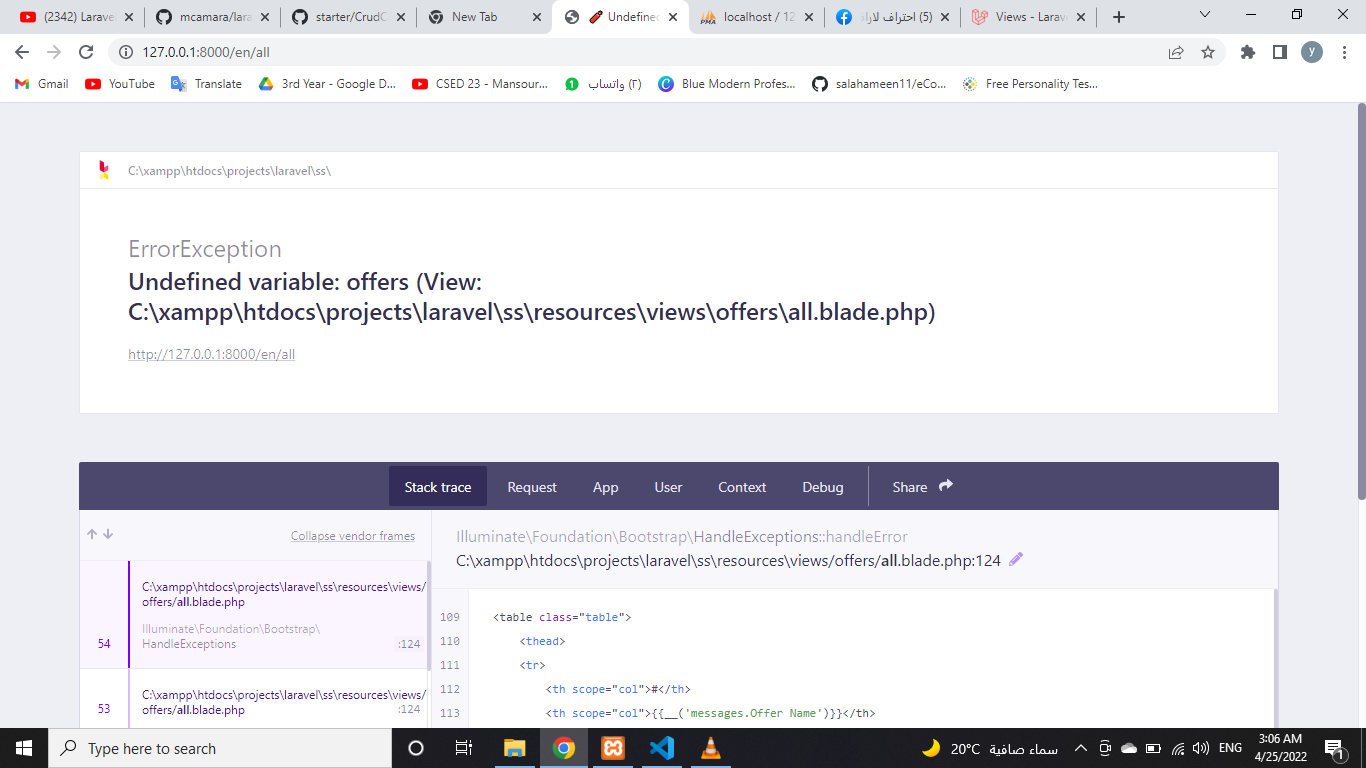 (2342) Larave
mcamara/lara
starter/CrudC
New Tab
Undefined
localhost / 12
(5) احتراف لارا
Views - Larav
127.0.0.1:8000/en/all
y
Gmail
YouTube
Translate
3rd Year - Google D...
CSED 23 - Mansour...
1
(٢) واتساب
Blue Modern Profes...
salahameen11/eCo...
Free Personality Tes...
C:\xampp\htdocs\projects\laravel\ss\
ErrorException
Undefined variable: offers (View:
C:\xampp\htdocs\projects\laravel\ss\resources\views\offers\all.blade.php)
http://127.0.0.1:8000/en/all
Stack trace
Request
App
User
Context
Debug
Share
Collapse vendor frames
C:\xampp\htdocs\projects\laravel\ss\resources\views/
offers/all.blade.php
Illuminate\Foundation\Bootstrap\
54 HandleExceptions :124
C:\xampp\htdocs\projects\laravel\ss\resources\views/
53 offers/all.blade.php :124
Illuminate\Foundation\Bootstrap\HandleExceptions::handleError
C:\xampp\htdocs\projects\laravel\ss\resources\views/offers/all.blade.php:124
109 <table class="table">
110 <thead>
111 <tr>
112 <th scope="col">#</th>
113 <th scope="col">{{__('messages.Offer Name')}}</th>
Type here to search
20°C سماء صافية
ENG
3:06 AM
4/25/2022
1